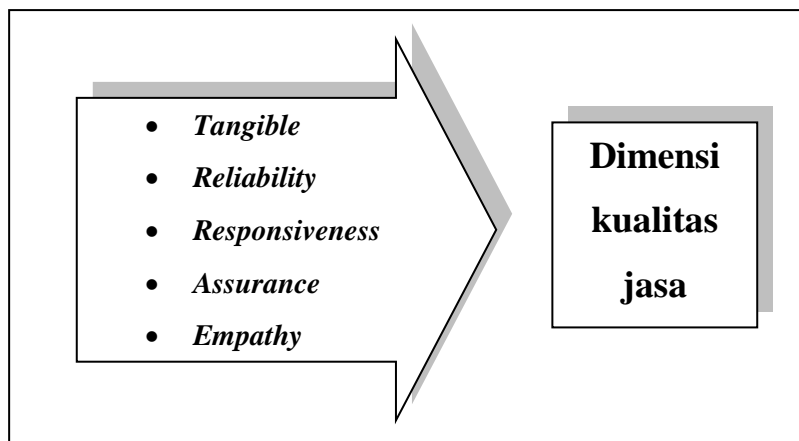 • Tangible
• Reliability
• Responsiveness
• Assurance
• Empathy
Dimensi
kualitas
jasa